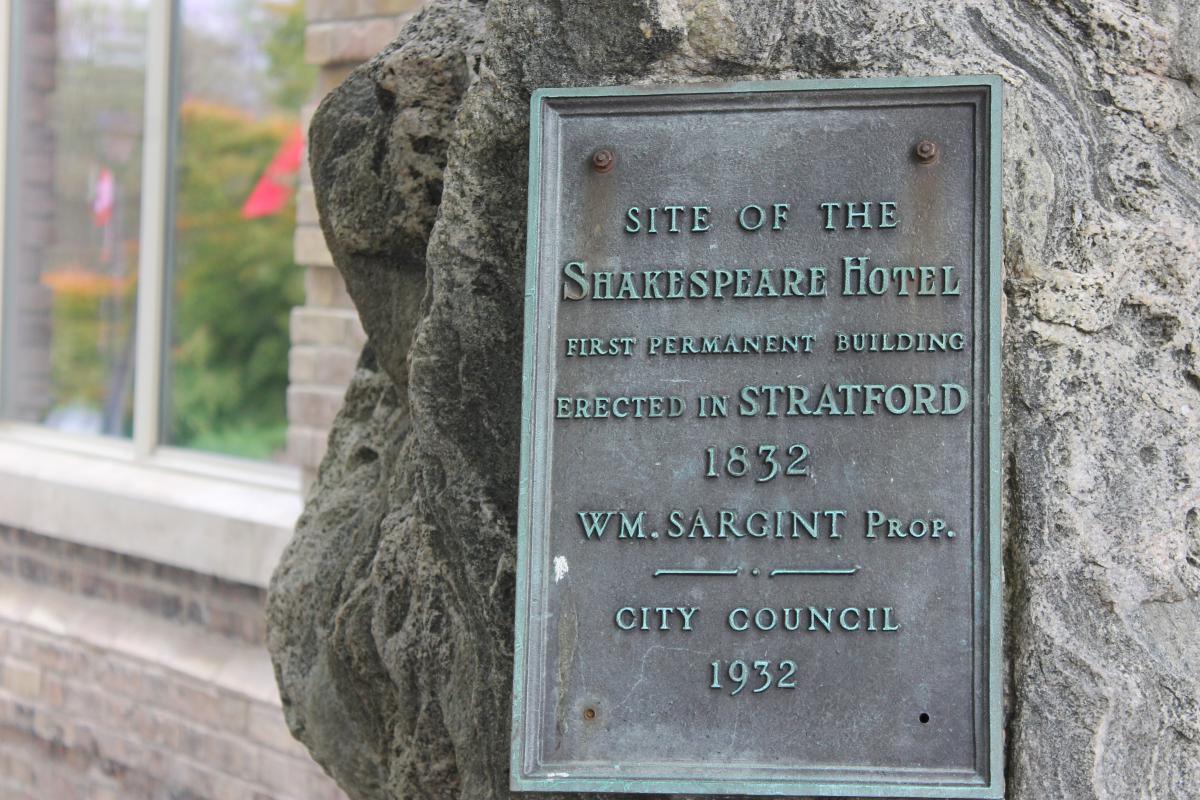 SITE OF THE
SHAKESPEARE HOTEL
FIRST PERMANENT BUILDING
ERECTED IN STRATFORD
1832
WM. SARGINT PROP.
CITY COUNCIL
1932